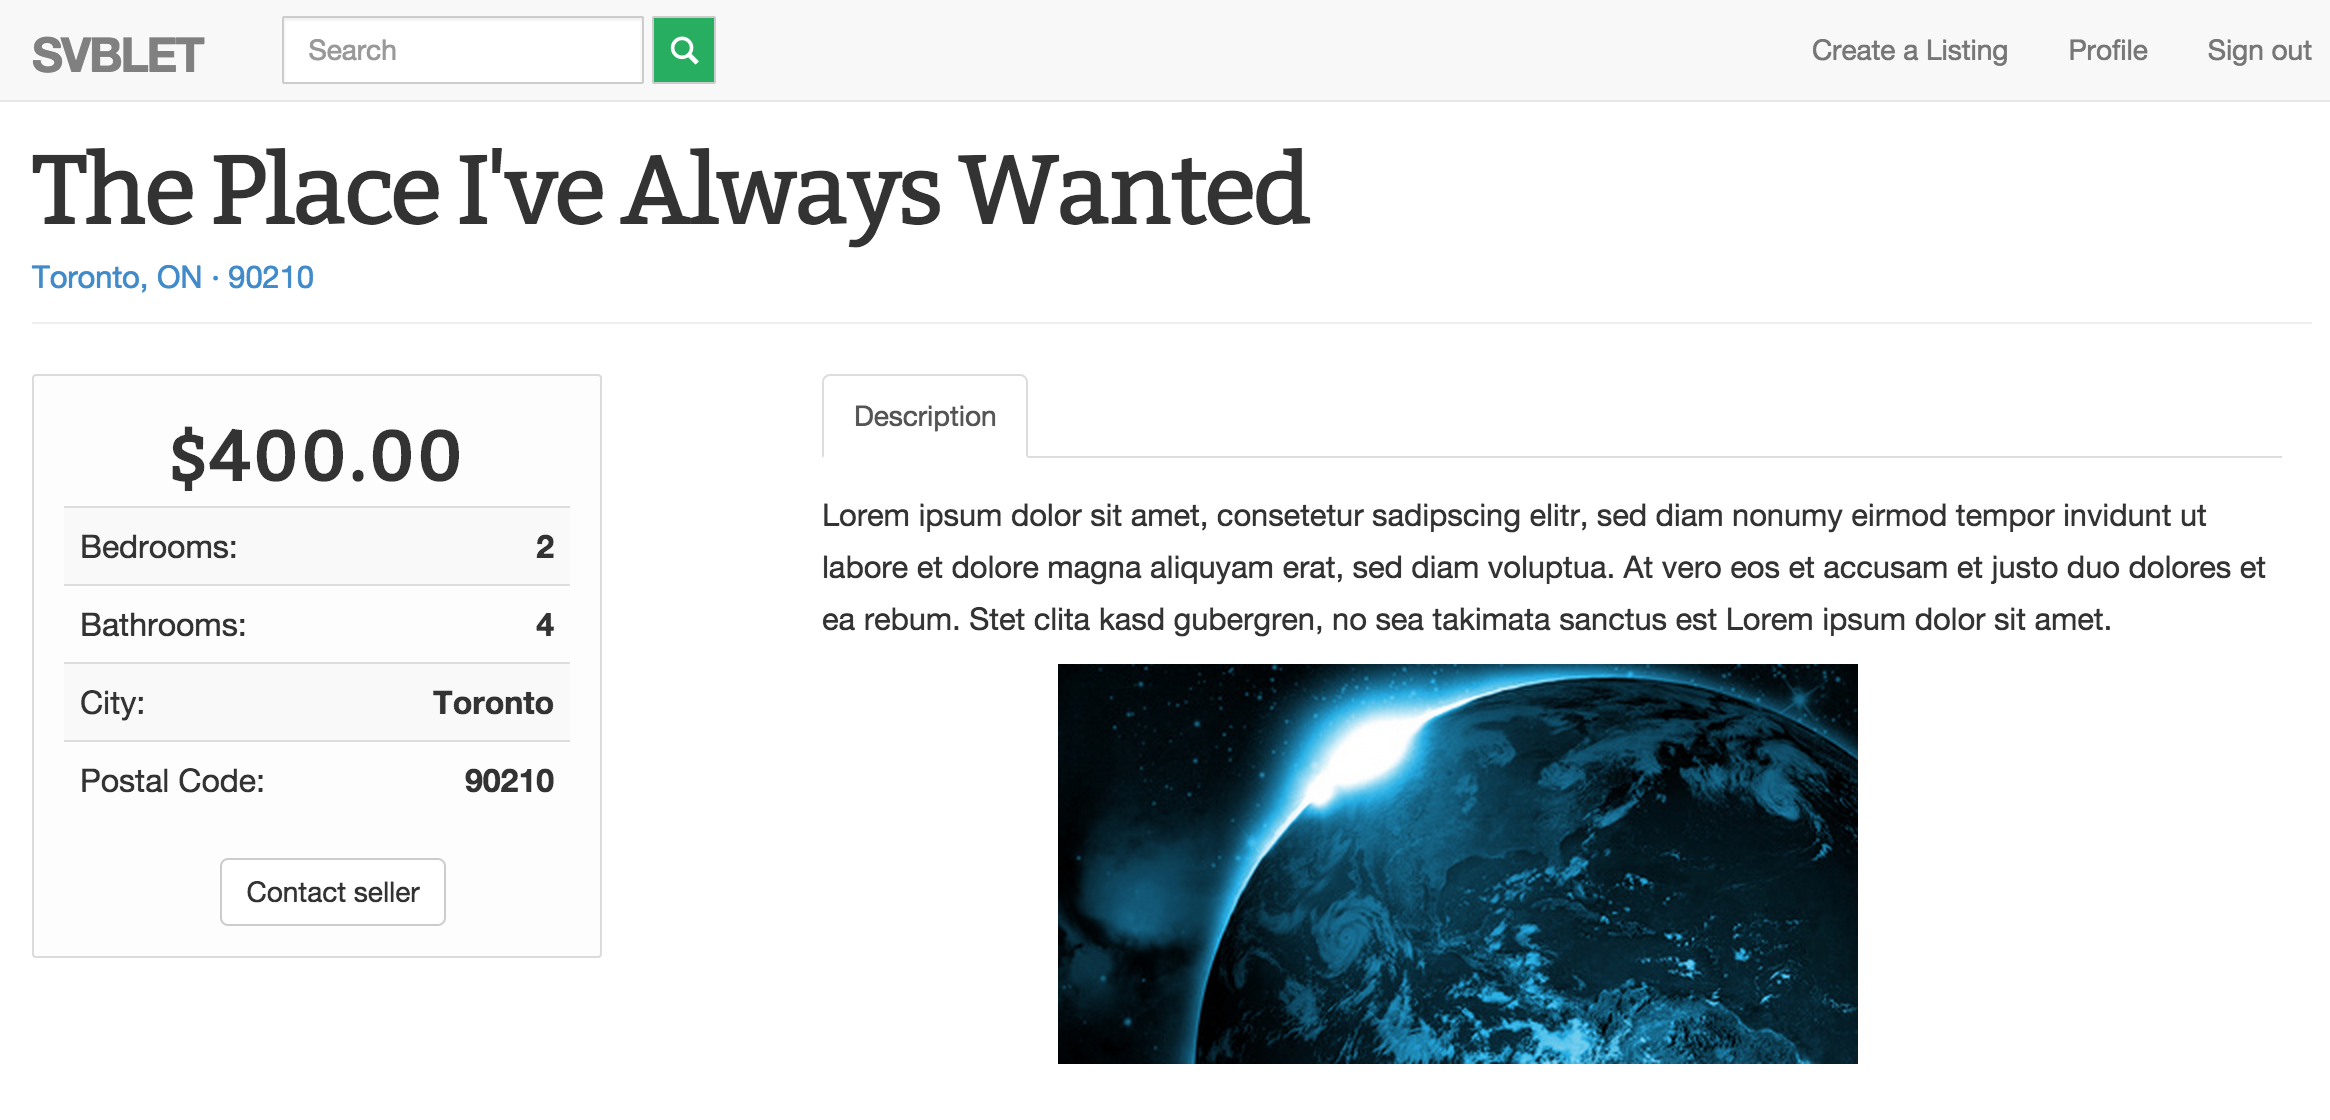 SVBLET
Search
Create a Listing
Profile
Sign out
The Place I've Always Wanted
Toronto, ON · 90210
$400.00
Bedrooms: 2
Bathrooms: 4
City: Toronto
Postal Code: 90210
Contact seller
Description
Lorem ipsum dolor sit amet, consetetur sadipscing elitr, sed diam nonumy eirmod tempor invidunt ut
labore et dolore magna aliquyam erat, sed diam voluptua. At vero eos et accusam et justo duo dolores et
ea rebum. Stet clita kasd gubergren, no sea takimata sanctus est Lorem ipsum dolor sit amet.